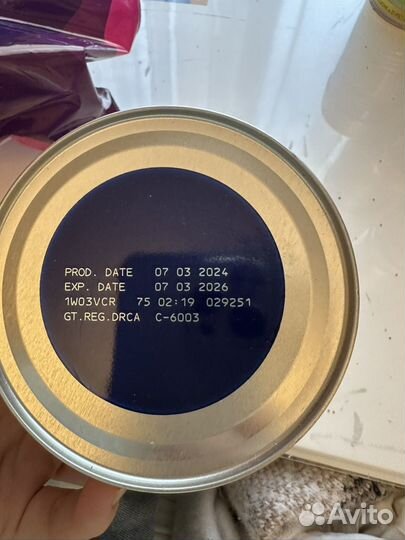 PROD. DATE 07 03 2024
EXP. DATE 07 03 2026
1W03VCR 75 02:19 029251
GT.REG.DRCA C-6003
Avito